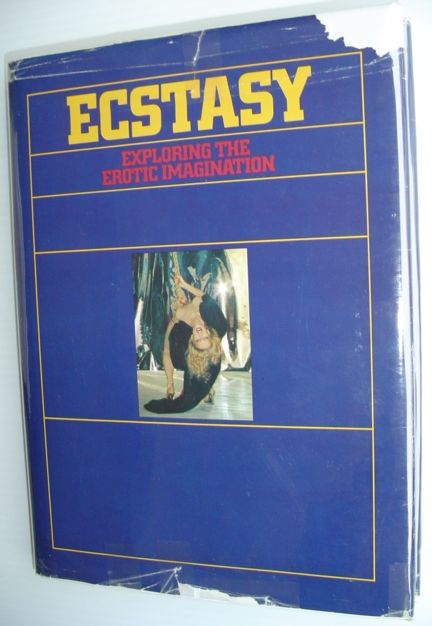 ECSTASY
EXPLORING THE
EROTIC IMAGINATION